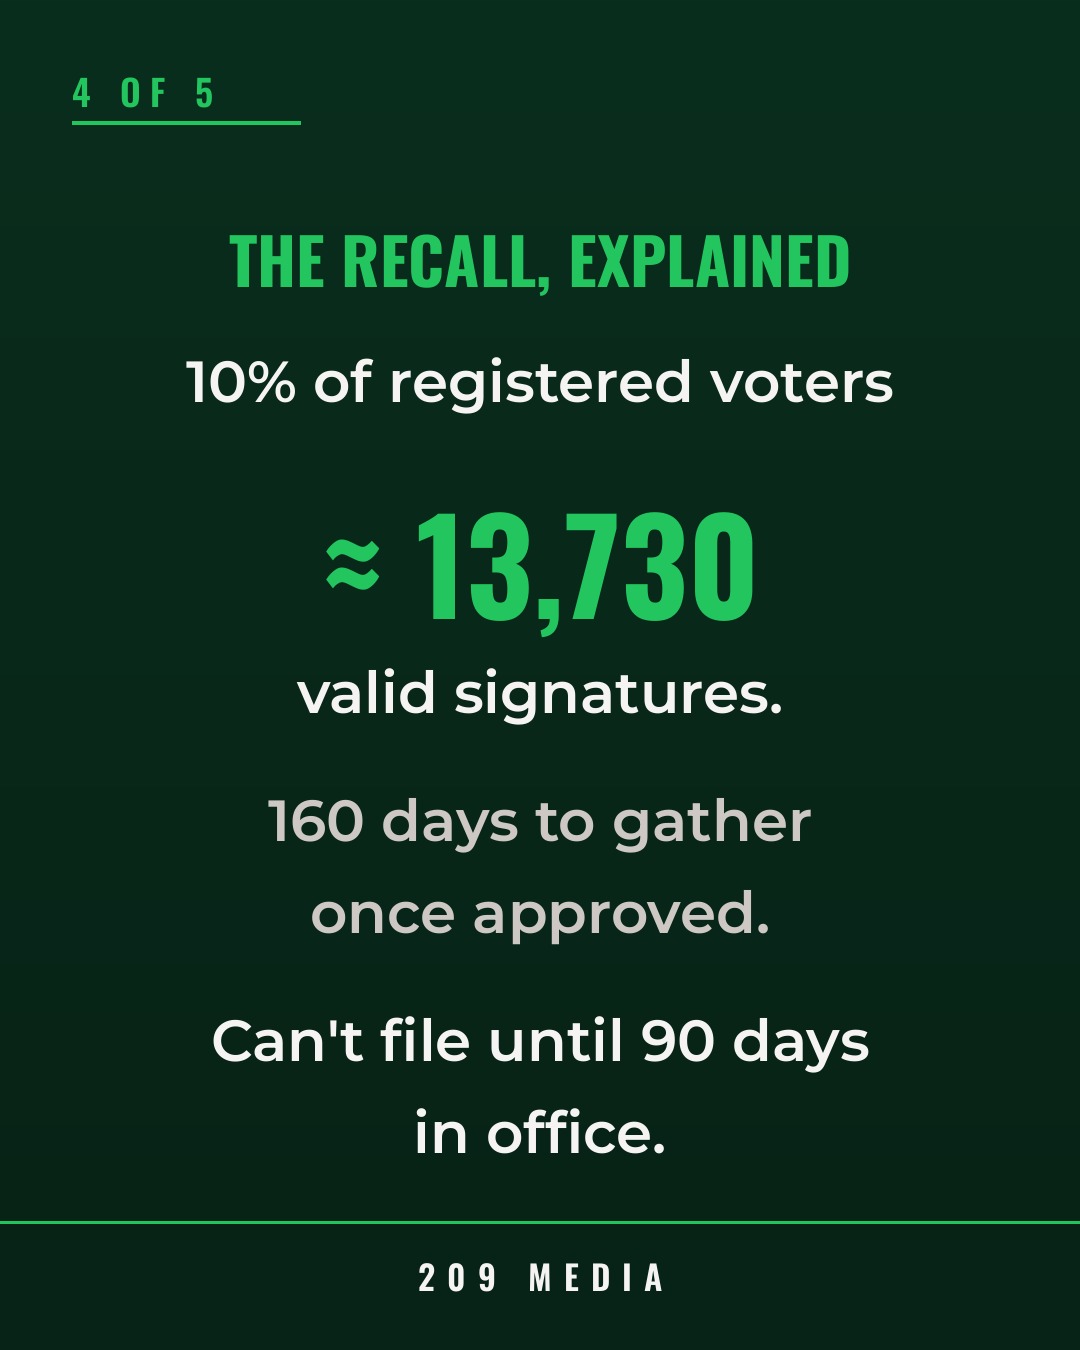 4 OF 5
THE RECALL, EXPLAINED
10% of registered voters
≈ 13,730
valid signatures.
160 days to gather
once approved.
Can't file until 90 days
in office.
209 MEDIA